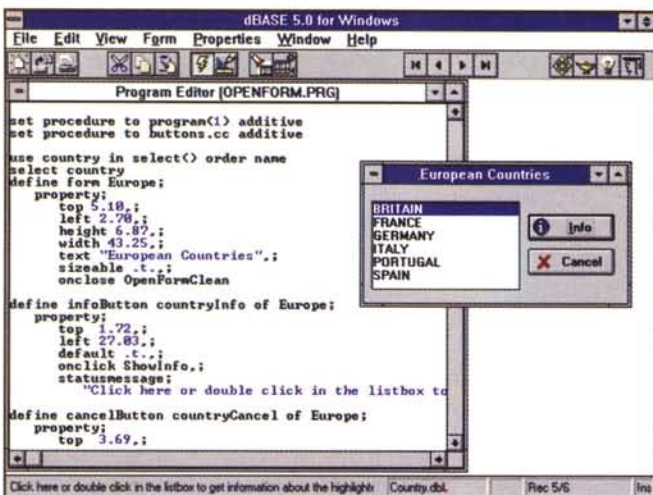 dBASE 5.0 for Windows
File Edit View Form Properties Window Help
Program Editor [OPENFORM.PRG]
set procedure to program(1) additive
set procedure to buttons.cc additive
use country in select() order name
select country
define form Europe;
property;
top 5.10,;
left 2.70,;
height 6.87,;
width 43.25,;
text "European Countries",;
sizeable .t.,;
onclose OpenFormClean
define infoButton countryInfo of Europe;
property;
top 1.72,;
left 27.03,;
default .t.,;
onclick ShowInfo,;
statusmessage;
"Click here or double click in the listbox to
define cancelButton countryCancel of Europe;
property;
top 3.69,;
European Countries
BRITAIN
FRANCE
GERMANY
ITALY
PORTUGAL
SPAIN
Info
Cancel
Click here or double click in the listbox to get information about the highlighte Country.dbf Rec 5/6 Ins